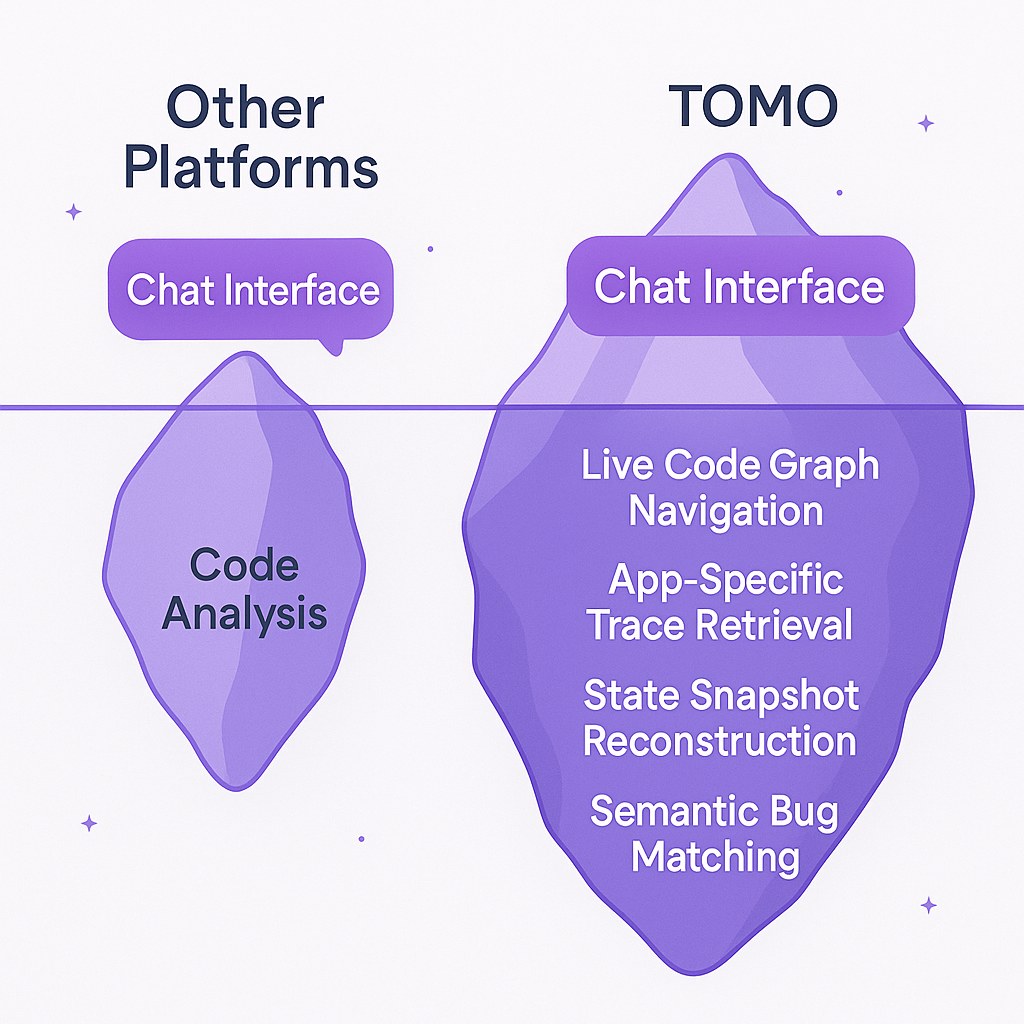 Other
Platforms
Chat Interface
Code
Analysis
TOMO
Chat Interface
Live Code Graph
Navigation
App-Specific
Trace Retrieval
State Snapshot
Reconstruction
Semantic Bug
Matching